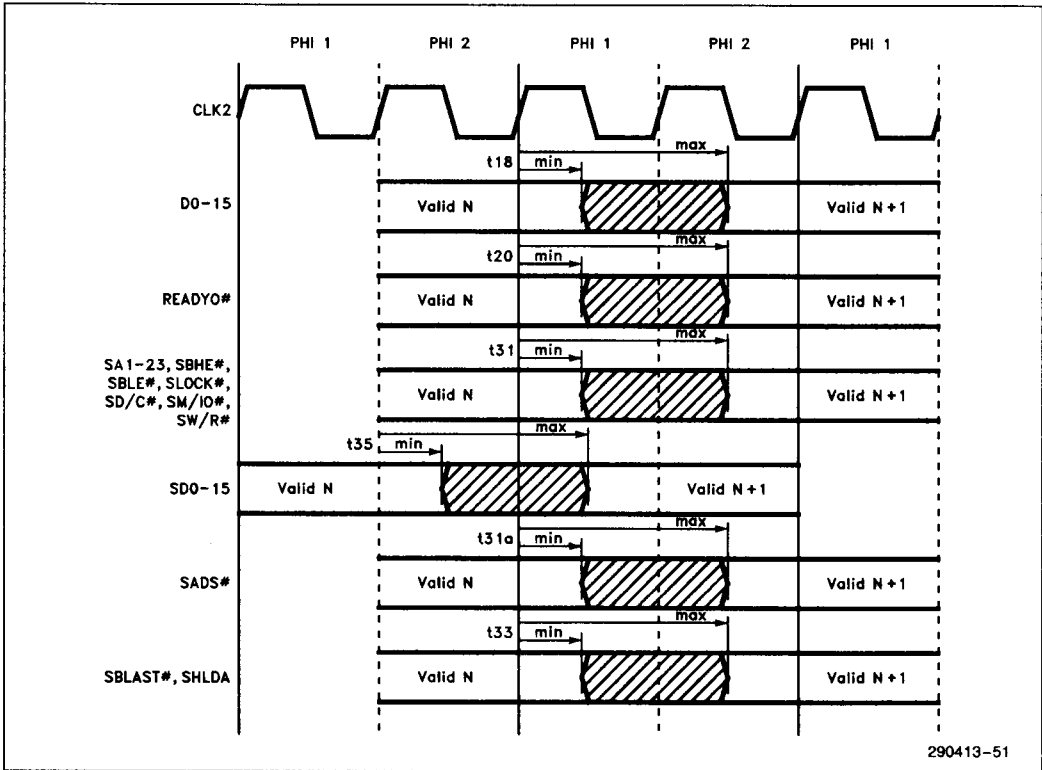 PHI 1 PHI 2 PHI 1 PHI 2 PHI 1
CLK2
max
t18 min
D0-15 Valid N Valid N+1
max
t20 min
READYO# Valid N Valid N+1
max
t31 min
SA1-23, SBHE#,
SBLE#, SLOCK#,
SD/C#, SM/IO#,
SW/R#
Valid N Valid N+1
max
t35 min
SD0-15 Valid N Valid N+1
max
t31a min
SADS# Valid N Valid N+1
max
t33 min
SBLAST#, SHLDA Valid N Valid N+1
290413-51